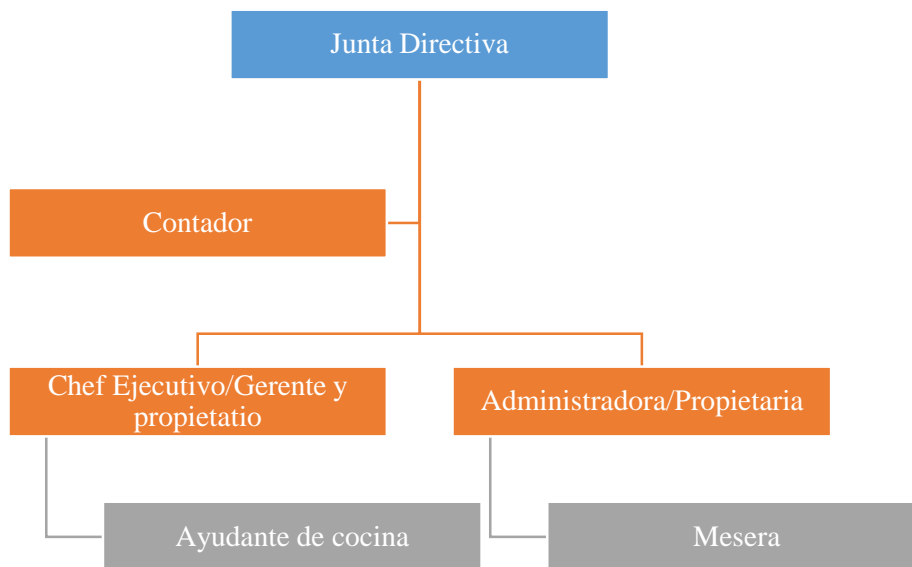 Junta Directiva
Contador
Chef Ejecutivo/Gerente y
propietatio
Administradora/Propietaria
Ayudante de cocina
Mesera